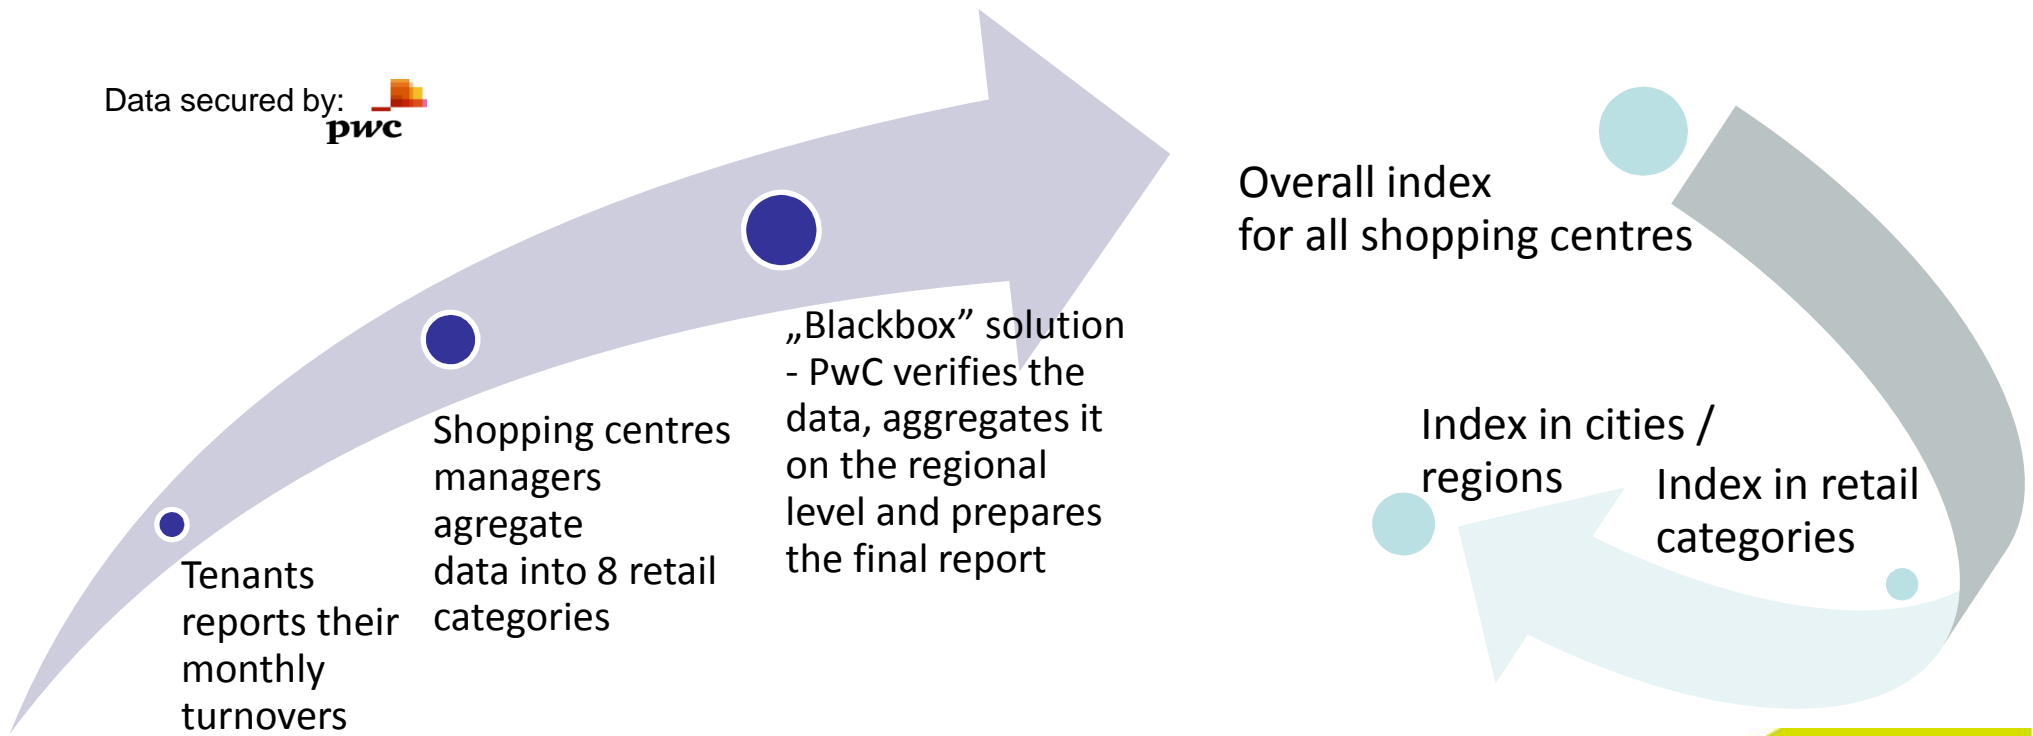 Data secured by:
pwc
Tenants
reports their
monthly
turnovers
Shopping centres
managers
agregate
data into 8 retail
categories
„Blackbox” solution
- PwC verifies the
data, aggregates it
on the regional
level and prepares
the final report
Overall index
for all shopping centres
Index in cities /
regions
Index in retail
categories